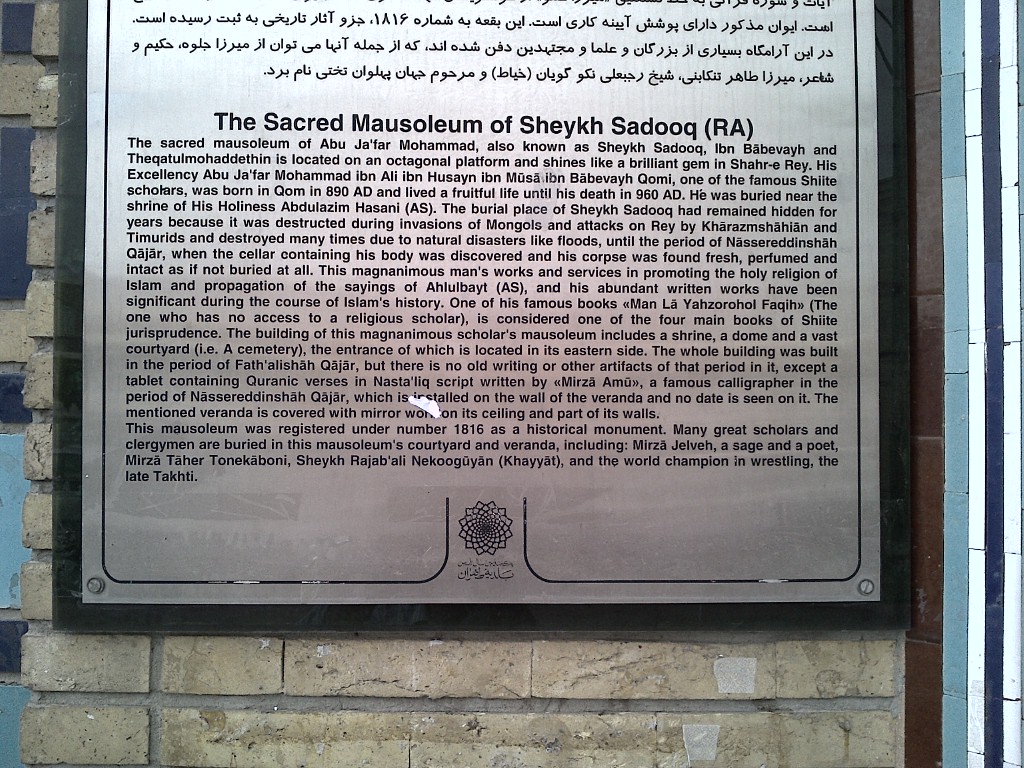 است. ایوان مذکور دارای پوشش آیینه کاری است. این بقعه به شماره ۱۸۱۶، جزو آثار تاریخی به ثبت رسیده است.
در این آرامگاه بسیاری از بزرگان و علما و مجتهدین دفن شده اند، که از جمله آنها می توان از میرزا جلوه، حکیم و
شاعر، میرزا طاهر تنکابنی، شیخ رجبعلی نکو گویان (خیاط) و مرحوم جهان پهلوان تختی نام برد.
The Sacred Mausoleum of Sheykh Sadooq (RA)
The sacred mausoleum of Abu Ja'far Mohammad, also known as Sheykh Sadooq, Ibn Bābevayh and
Theqatulmohaddethin is located on an octagonal platform and shines like a brilliant gem in Shahr-e Rey. His
Excellency Abu Ja'far Mohammad ibn Ali ibn Husayn ibn Mūsā ibn Bābevayh Qomi, one of the famous Shiite
scholars, was born in Qom in 890 AD and lived a fruitful life until his death in 960 AD. He was buried near the
shrine of His Holiness Abdulazim Hasani (AS). The burial place of Sheykh Sadooq had remained hidden for
years because it was destructed during invasions of Mongols and attacks on Rey by Khārazmshāhiān and
Timurids and destroyed many times due to natural disasters like floods, until the period of Nāssereddinshāh
Qājār, when the cellar containing his body was discovered and his corpse was found fresh, perfumed and
intact as if not buried at all. This magnanimous man's works and services in promoting the holy religion of
Islam and propagation of the sayings of Ahlulbayt (AS), and his abundant written works have been
significant during the course of Islam's history. One of his famous books «Man Lā Yahzorohol Faqih» (The
one who has no access to a religious scholar), is considered one of the four main books of Shiite
jurisprudence. The building of this magnanimous scholar's mausoleum includes a shrine, a dome and a vast
courtyard (i.e. A cemetery), the entrance of which is located in its eastern side. The whole building was built
in the period of Fath'alishāh Qājār, but there is no old writing or other artifacts of that period in it, except a
tablet containing Quranic verses in Nasta'liq script written by «Mirzā Amū», a famous calligrapher in the
period of Nāssereddinshāh Qājār, which is installed on the wall of the veranda and no date is seen on it. The
mentioned veranda is covered with mirror work on its ceiling and part of its walls.
This mausoleum was registered under number 1816 as a historical monument. Many great scholars and
clergymen are buried in this mausoleum's courtyard and veranda, including: Mirzā Jelveh, a sage and a poet,
Mirzā Tāher Tonekāboni, Sheykh Rajab'ali Nekoogūyān (Khayyāt), and the world champion in wrestling, the
late Takhti.